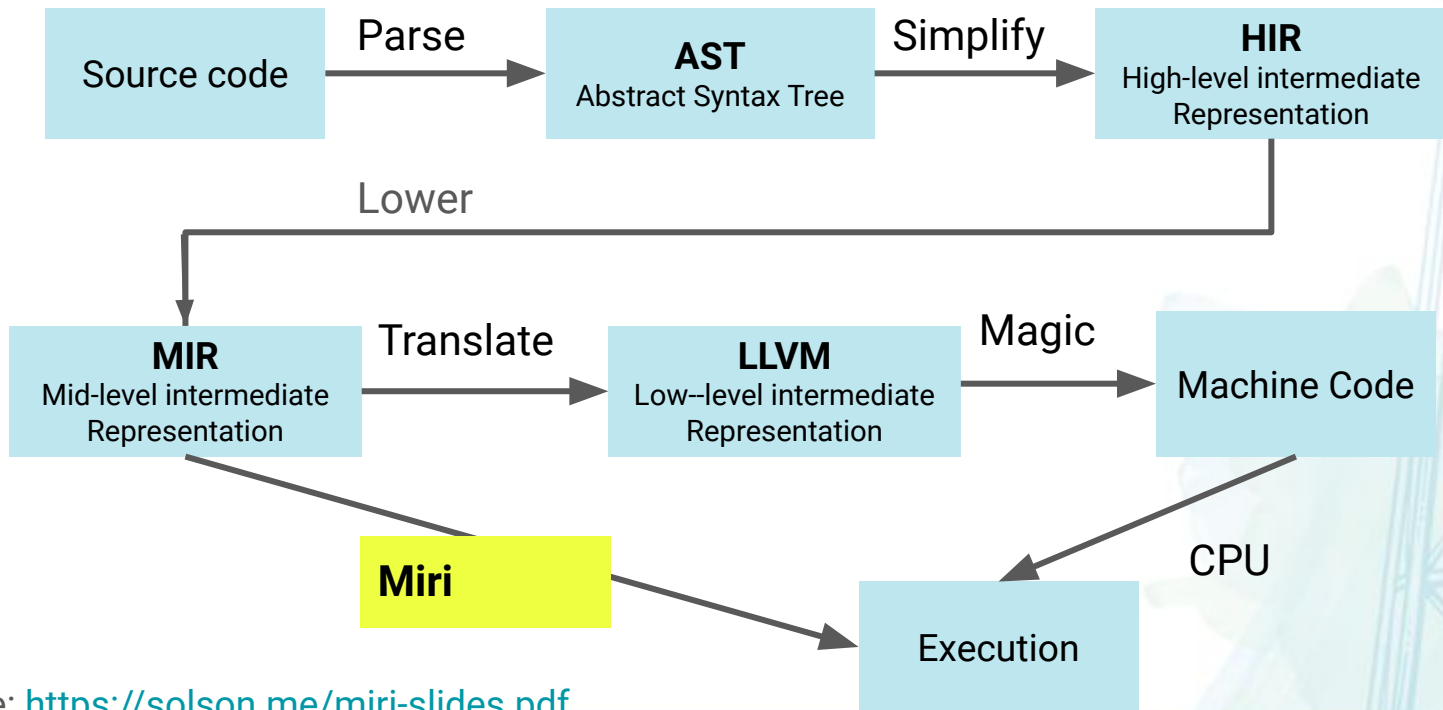 Source code
Parse
AST
Abstract Syntax Tree
Simplify
HIR
High-level intermediate
Representation
Lower
MIR
Mid-level intermediate
Representation
Translate
LLVM
Low--level intermediate
Representation
Magic
Machine Code
Miri
CPU
Execution
e: https://solson.me/miri-slides.pdf